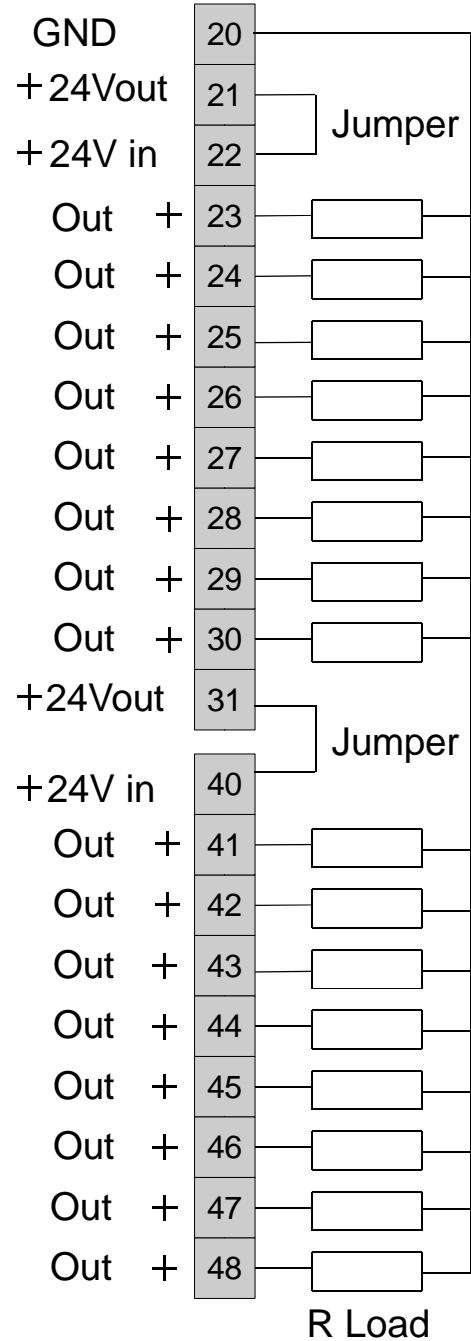 GND 20
+24Vout 21
Jumper
+24V in 22
Out + 23
Out + 24
Out + 25
Out + 26
Out + 27
Out + 28
Out + 29
Out + 30
+24Vout 31
Jumper
+24V in 40
Out + 41
Out + 42
Out + 43
Out + 44
Out + 45
Out + 46
Out + 47
Out + 48
R Load